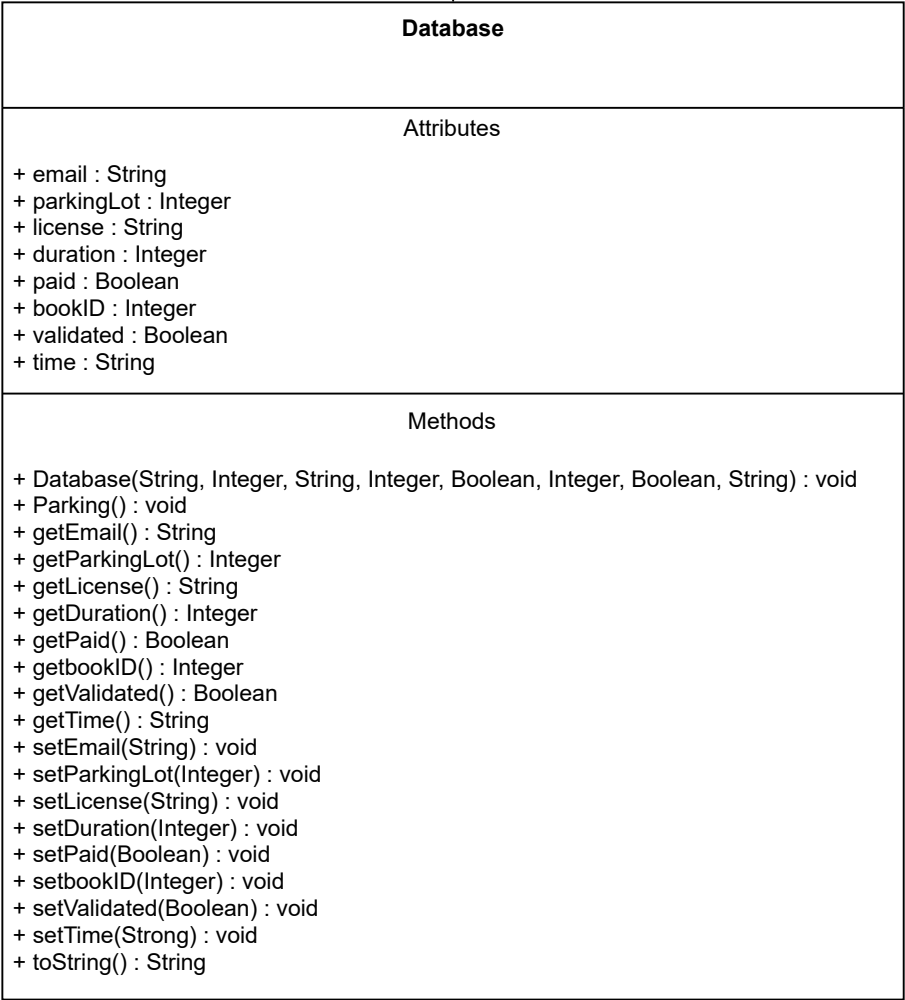 Database
Attributes
+ email : String
+ parkingLot : Integer
+ license : String
+ duration : Integer
+ paid : Boolean
+ bookID : Integer
+ validated : Boolean
+ time : String
Methods
+ Database(String, Integer, String, Integer, Boolean, Integer, Boolean, String) : void
+ Parking() : void
+ getEmail() : String
+ getParkingLot() : Integer
+ getLicense() : String
+ getDuration() : Integer
+ getPaid() : Boolean
+ getbookID() : Integer
+ getValidated() : Boolean
+ getTime() : String
+ setEmail(String) : void
+ setParkingLot(Integer) : void
+ setLicense(String) : void
+ setDuration(Integer) : void
+ setPaid(Boolean) : void
+ setbookID(Integer) : void
+ setValidated(Boolean) : void
+ setTime(Strong) : void
+ toString() : String